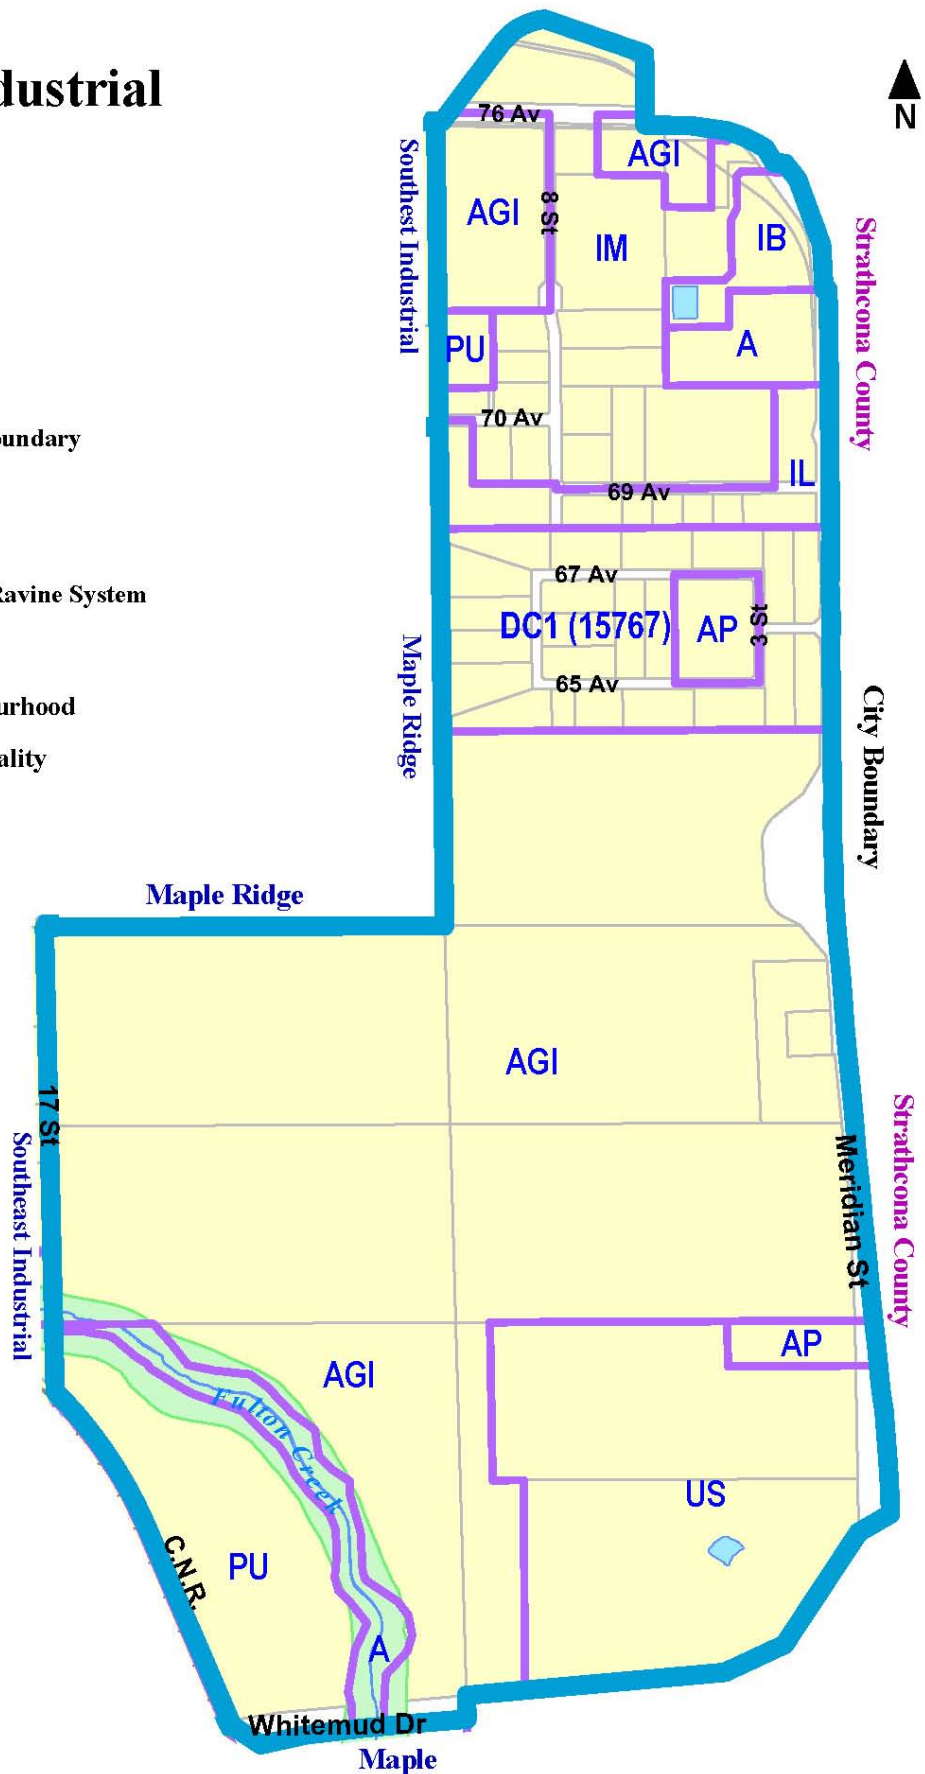 dustrial
N
76 Av
Southest Industrial
AGI
AGI
8 St
IM
IB
Strathcona County
PU
A
70 Av
oundary
IL
69 Av
67 Av
Ravine System
DC1 (15767)
AP
3 St
65 Av
Maple Ridge
urhood
City Boundary
ality
Maple Ridge
AGI
17 St
Southeast Industrial
Meridian St
Strathcona County
AP
AGI
Fulton Creek
US
C.N.R.
PU
A
Whitemud Dr
Maple